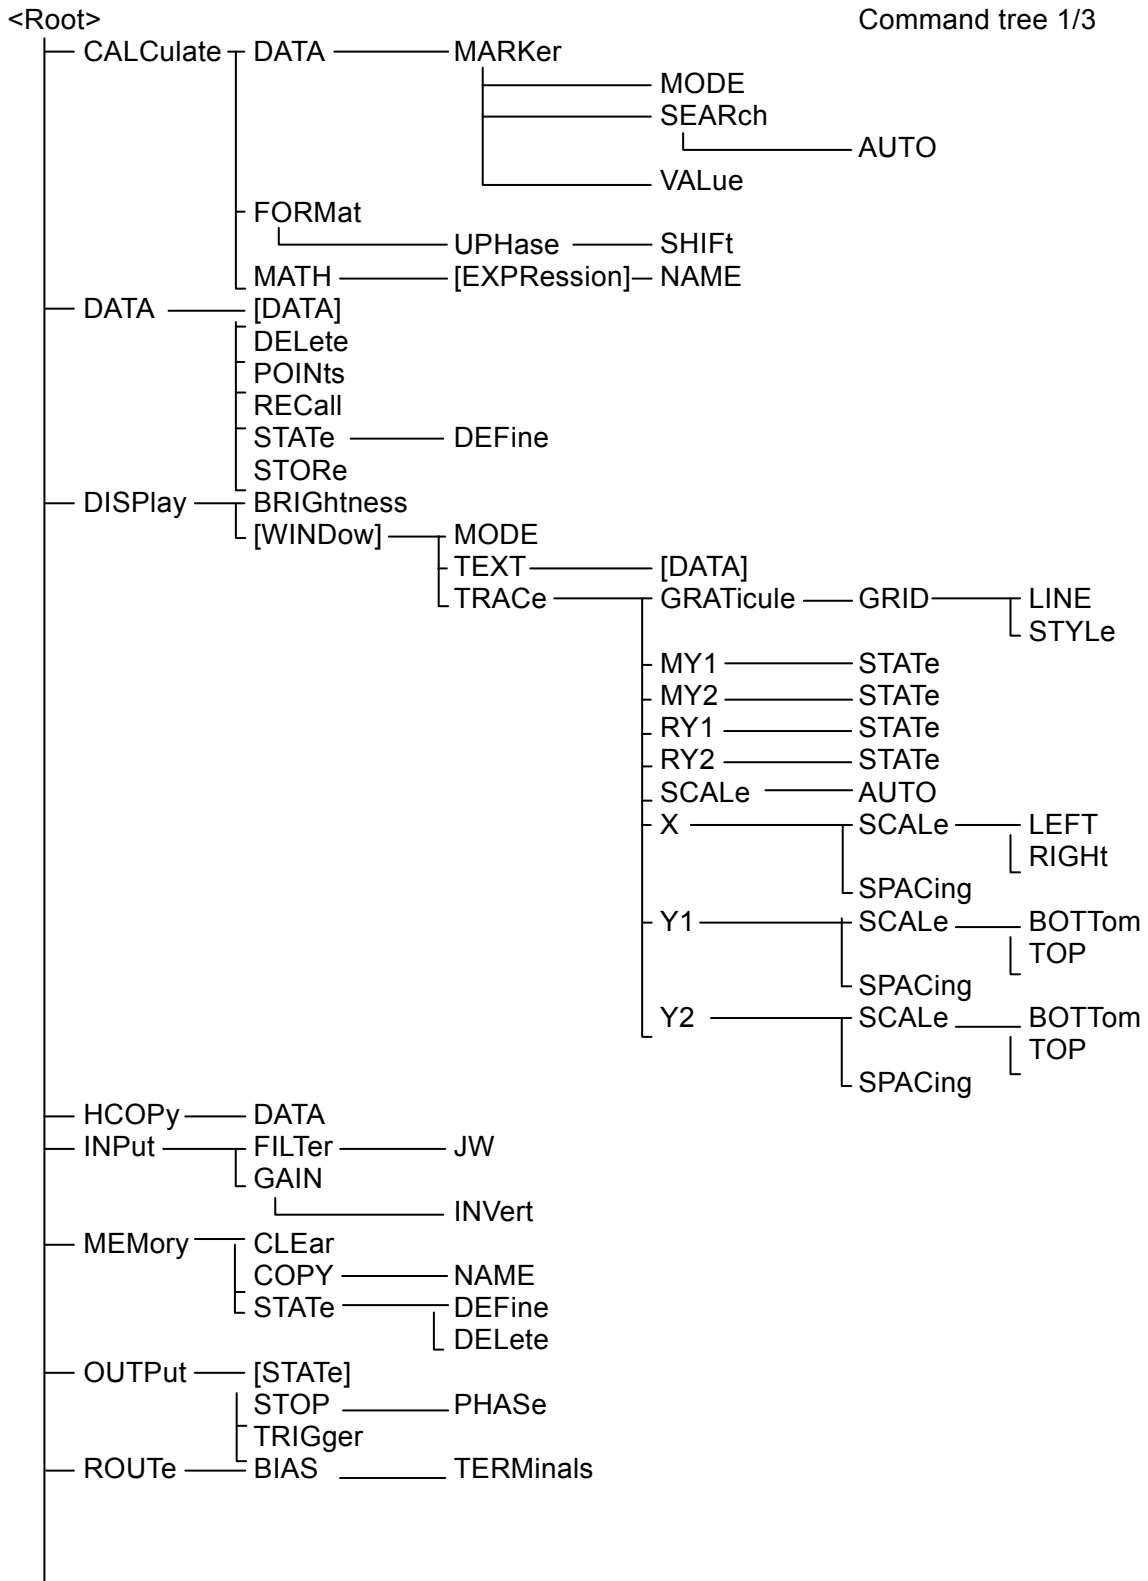 <Root> Command tree 1/3
CALCulate DATA MARKer
MODE
SEARch
AUTO
VALue
FORMat
UPHase SHIFt
MATH [EXPRession] NAME
DATA [DATA]
DELete
POINts
RECall
STATe DEFine
STORe
DISPlay BRIGhtness
[WINDow] MODE
TEXT [DATA]
TRACe GRATicule GRID LINE
STYLe
MY1 STATe
MY2 STATe
RY1 STATe
RY2 STATe
SCALe AUTO
X SCALe LEFT
RIGHt
SPACing
Y1 SCALe BOTTom
TOP
SPACing
Y2 SCALe BOTTom
TOP
SPACing
HCOPy DATA
INPut FILTer JW
GAIN
INVert
MEMory CLEar
COPY NAME
STATe DEFine
DELete
OUTPut [STATe]
STOP PHASe
TRIGger
ROUTe BIAS TERMinals